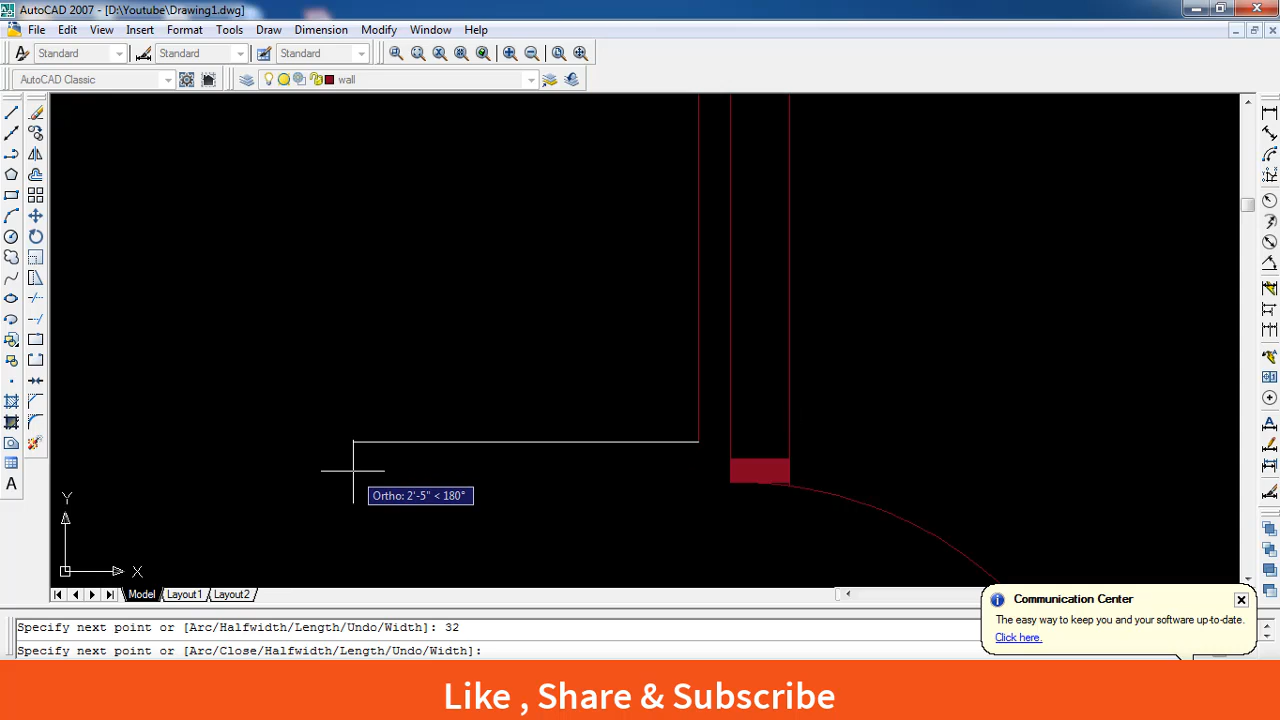 AutoCAD 2007 - [D:\Youtube\Drawing1.dwg]
File Edit View Insert Format Tools Draw Dimension Modify Window Help
Standard Standard Standard
AutoCAD Classic wall
Ortho: 2'-5" < 180°
Y
X
Model Layout1 Layout2
Communication Center
The easy way to keep you and your software up-to-date.
Click here.
Specify next point or [Arc/Halfwidth/Length/Undo/Width]: 32
Specify next point or [Arc/Close/Halfwidth/Length/Undo/Width]:
Like , Share & Subscribe